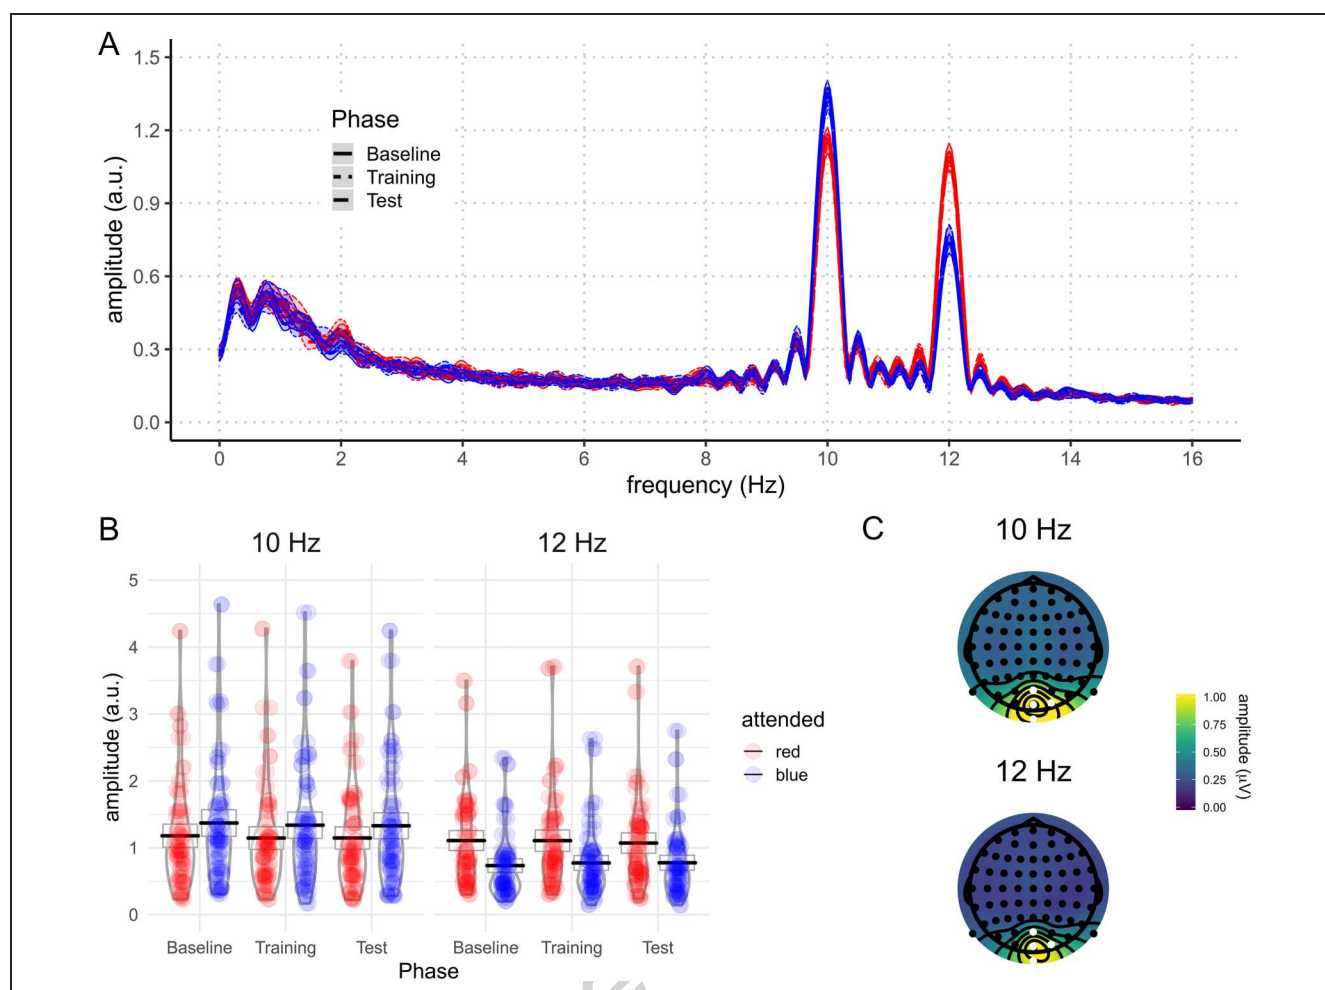 A
1.5
1.2
0.9
0.6
0.3
0.0
amplitude (a.u.)
Phase
Baseline
Training
Test
0 2 4 6 8 10 12 14 16
frequency (Hz)
B
10 Hz
12 Hz
5
4
3
2
1
0
amplitude (a.u.)
Baseline Training Test
Baseline Training Test
Phase
attended
red
blue
C
10 Hz
12 Hz
1.00
0.75
0.50
0.25
0.00
amplitude (μV)